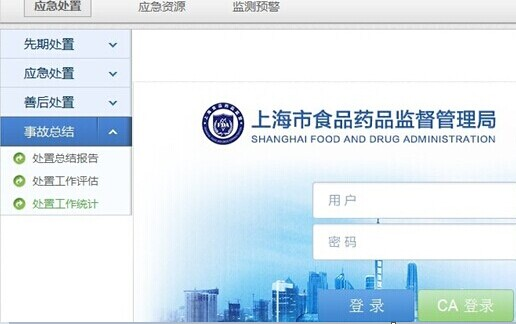 应急处置 应急资源 监测预警
先期处置
应急处置
善后处置
事故总结
处置总结报告
处置工作评估
处置工作统计
FDA
上海市食品药品监督管理局
SHANGHAI FOOD AND DRUG ADMINISTRATION
用户
密码
登录 CA 登录